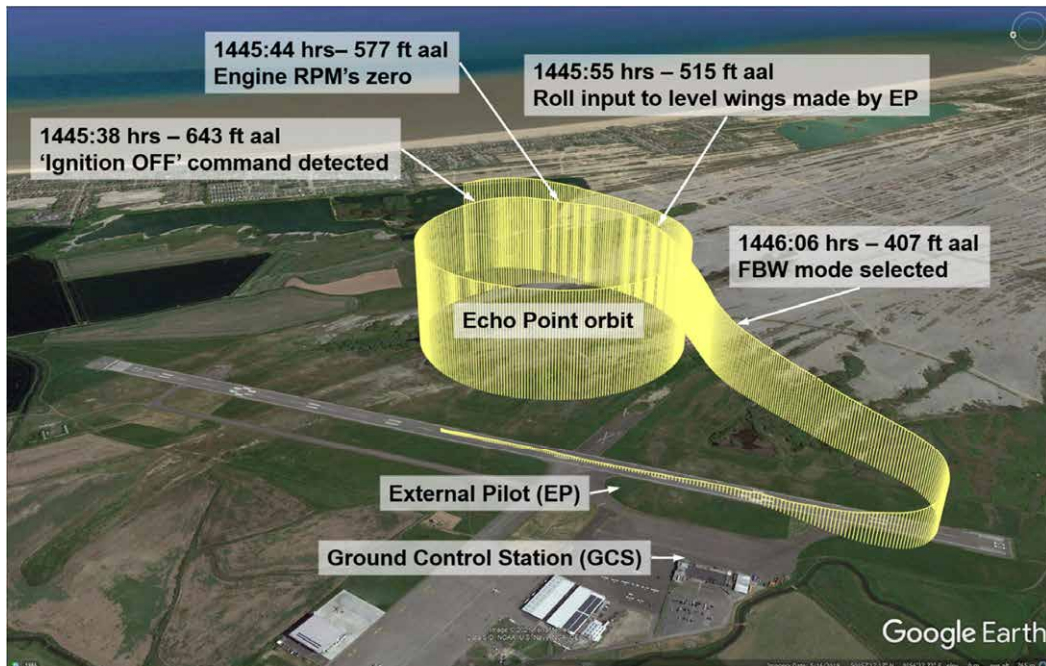 1445:44 hrs– 577 ft aal
Engine RPM's zero
1445:55 hrs – 515 ft aal
Roll input to level wings made by EP
1445:38 hrs – 643 ft aal
'Ignition OFF' command detected
1446:06 hrs – 407 ft aal
FBW mode selected
Echo Point orbit
External Pilot (EP)
Ground Control Station (GCS)
Google Earth